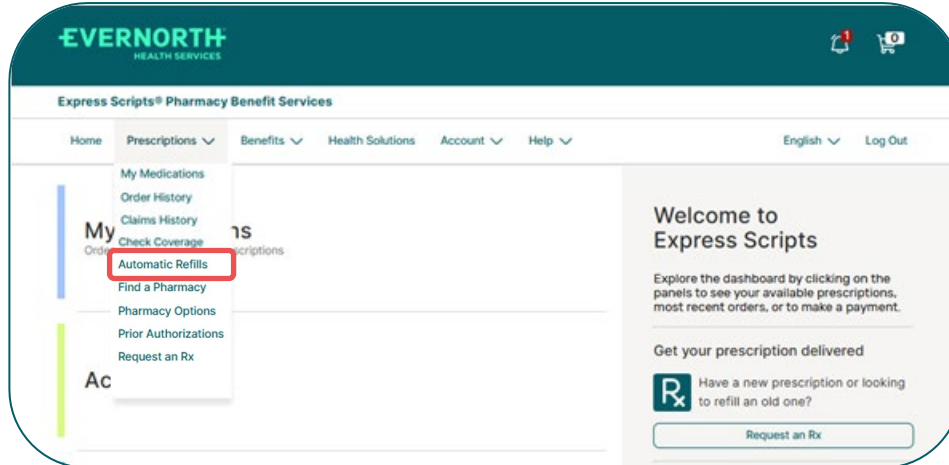 EVERNORTH
HEALTH SERVICES
1
0
Express Scripts® Pharmacy Benefit Services
Home Prescriptions Benefits Health Solutions Account Help English Log Out
My Medications
Order History
Claims History
Check Coverage
Automatic Refills
Find a Pharmacy
Pharmacy Options
Prior Authorizations
Request an Rx
My
Welcome to
Express Scripts
Explore the dashboard by clicking on the
panels to see your available prescriptions,
most recent orders, or to make a payment.
Get your prescription delivered
Rx
Have a new prescription or looking
to refill an old one?
Request an Rx